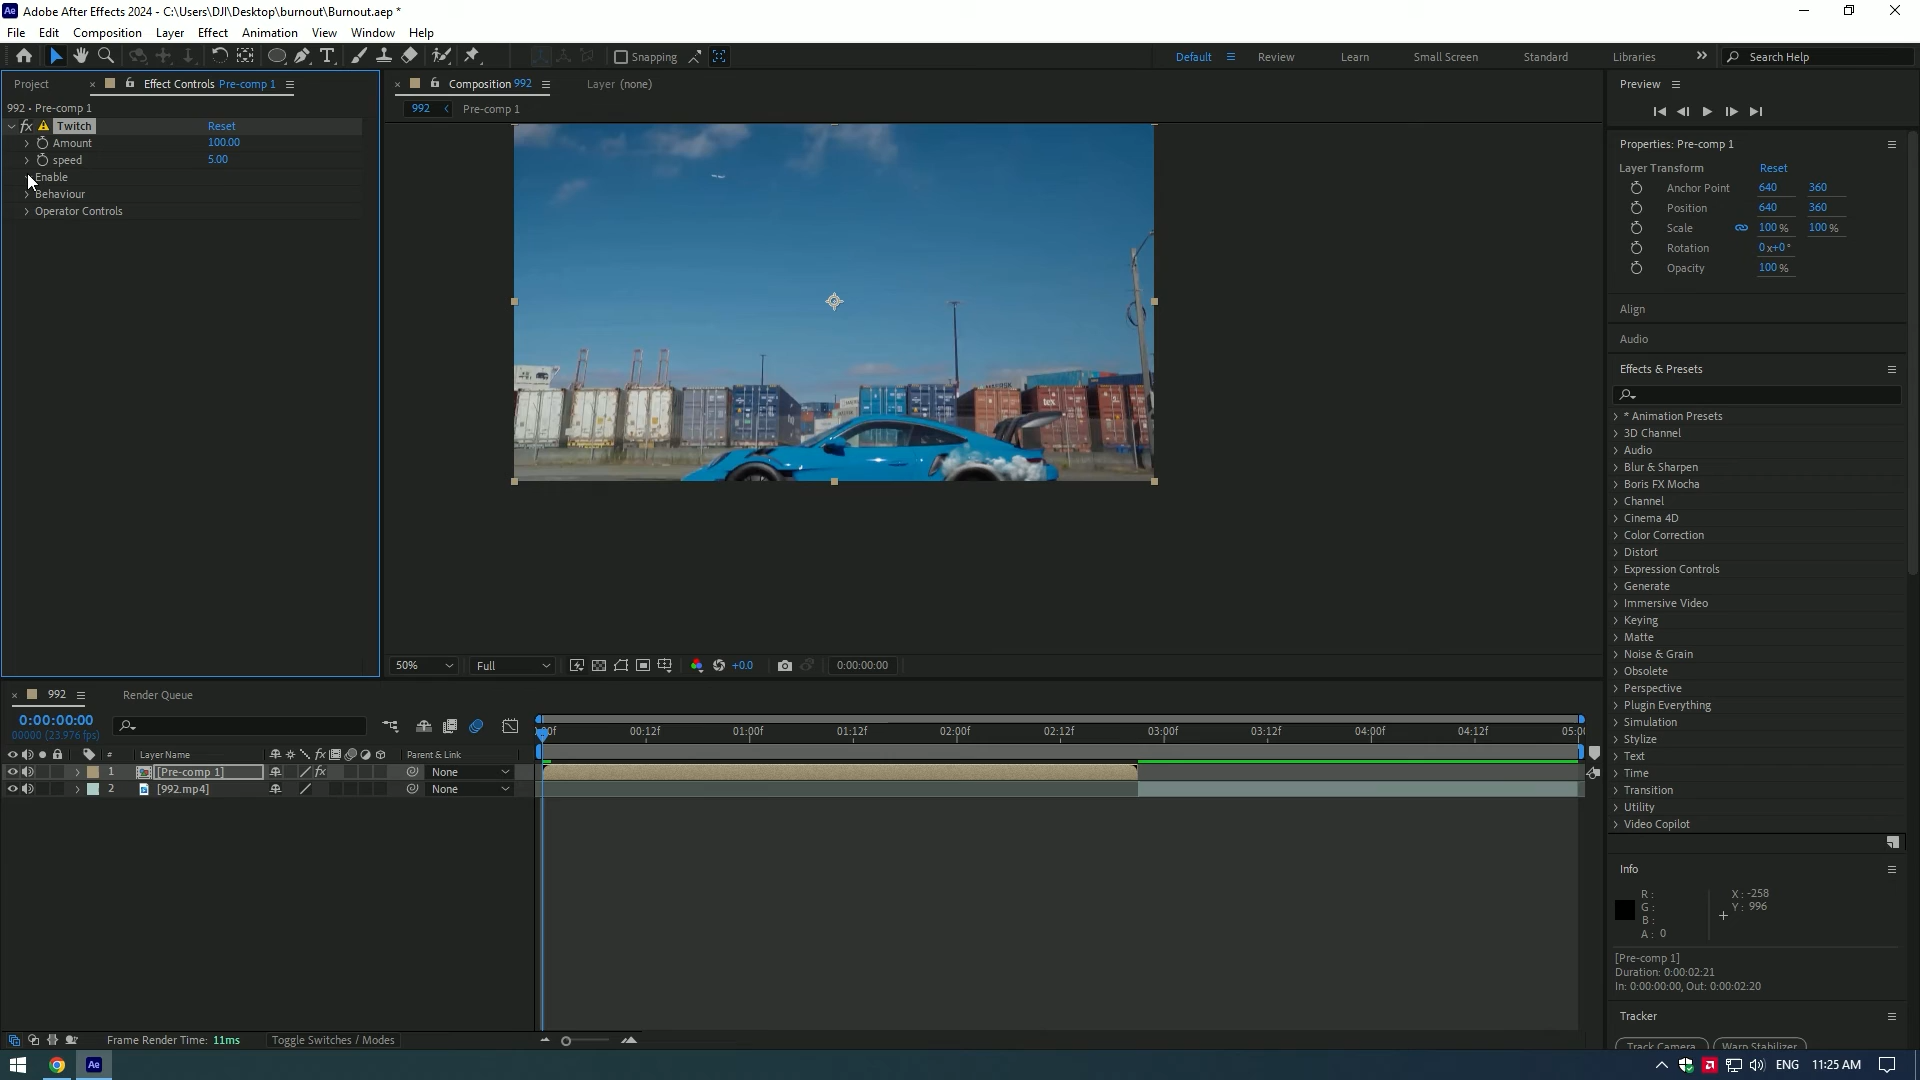 Adobe After Effects 2024 - C:\Users\DJI\Desktop\burnout\Burnout.aep *
File Edit Composition Layer Effect Animation View Window Help
Snapping
Default Review Learn Small Screen Standard Libraries Search Help
Project Effect Controls Pre-comp 1
992 • Pre-comp 1
fx Twitch Reset
Amount 100.00
speed 5.00
Enable
Behaviour
Operator Controls
Composition 992 Layer (none)
992 Pre-comp 1
50% Full +0.0 0:00:00:00
Preview
Properties: Pre-comp 1
Layer Transform Reset
Anchor Point 640 360
Position 640 360
Scale 100 % 100 %
Rotation 0x+0°
Opacity 100 %
Align
Audio
Effects & Presets
* Animation Presets
3D Channel
Audio
Blur & Sharpen
Boris FX Mocha
Channel
Cinema 4D
Color Correction
Distort
Expression Controls
Generate
Immersive Video
Keying
Matte
Noise & Grain
Obsolete
Perspective
Plugin Everything
Simulation
Stylize
Text
Time
Transition
Utility
Video Copilot
Info
R : X : -258
G : Y : 996
B :
A : 0
[Pre-comp 1]
Duration: 0:00:02:21
In: 0:00:00:00, Out: 0:00:02:20
Tracker
Track Camera Warp Stabilizer
992 Render Queue
0:00:00:00
00000 (23.976 fps)
00:12f 01:00f 01:12f 02:00f 02:12f 03:00f 03:12f 04:00f 04:12f
# Layer Name fx Parent & Link
1 [Pre-comp 1] fx None
2 [992.mp4] None
Frame Render Time: 11ms Toggle Switches / Modes
Ae ENG 11:25 AM